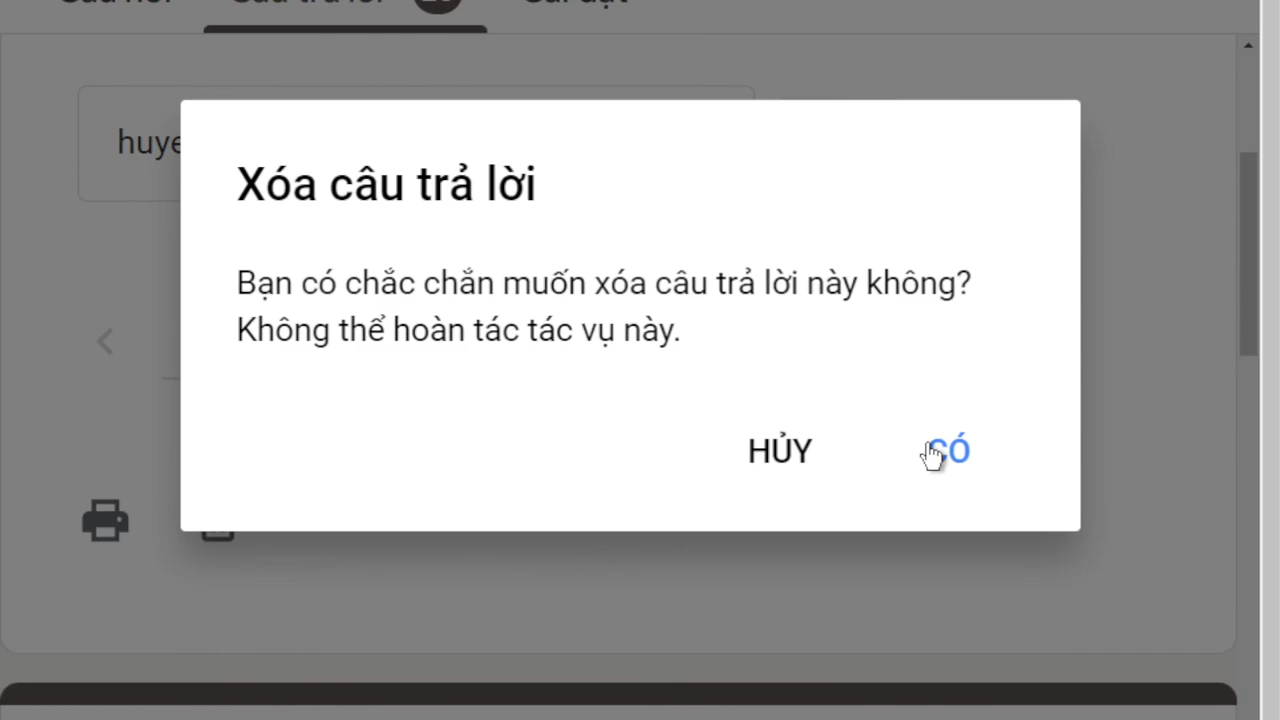 huye
Xóa câu trả lời
Bạn có chắc chắn muốn xóa câu trả lời này không?
Không thể hoàn tác tác vụ này.
HỦY
CÓ